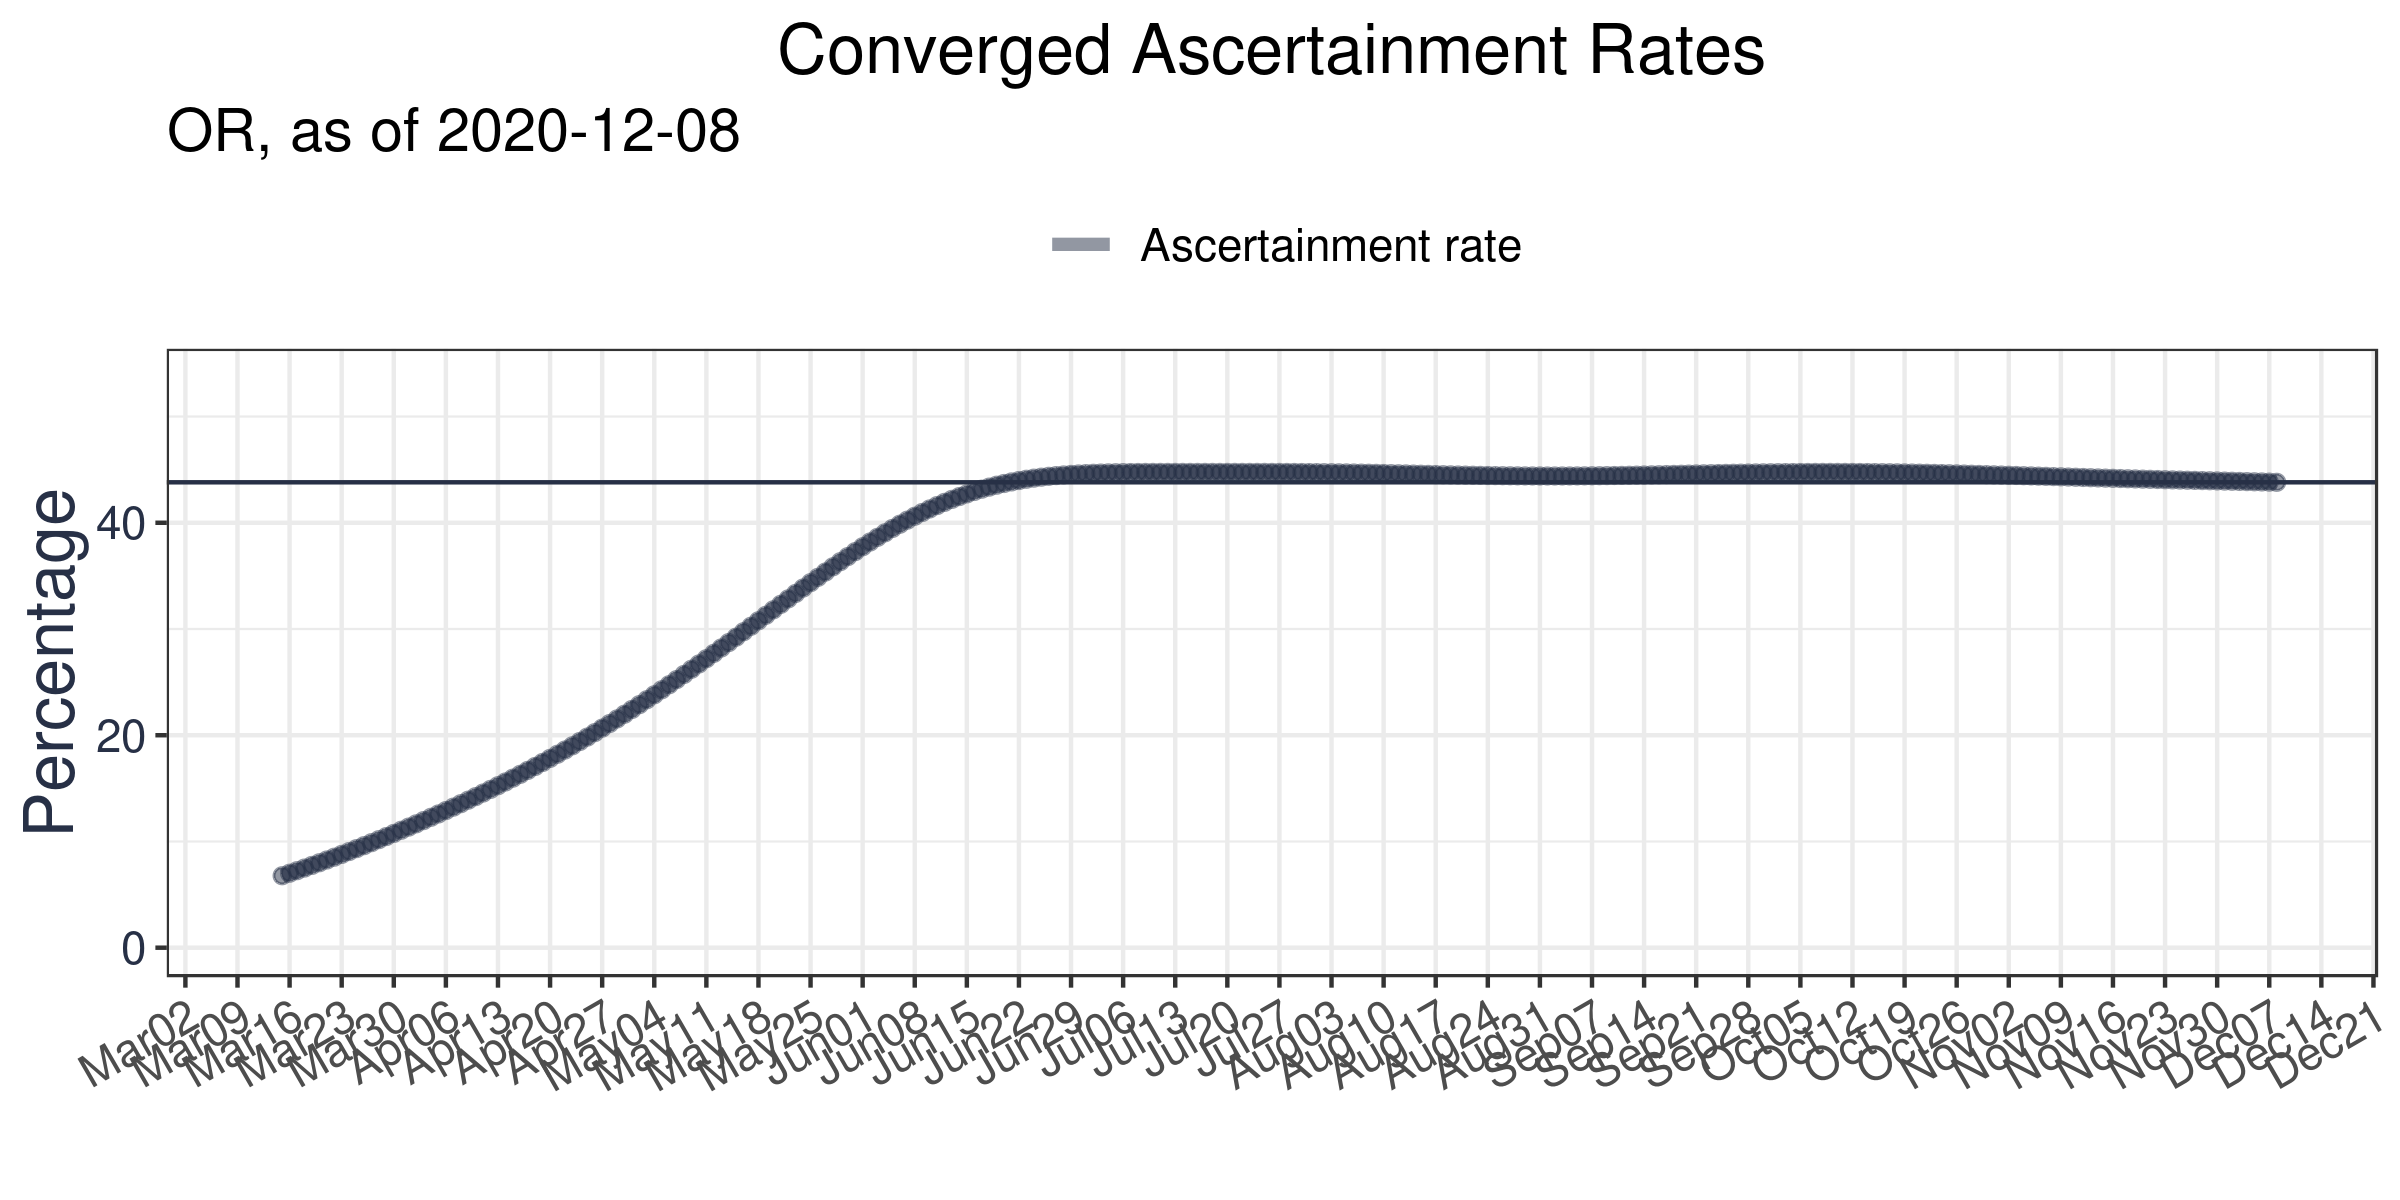 Converged Ascertainment Rates
OR, as of 2020-12-08
Ascertainment rate
Percentage
40
20
0
Mar02
Mar09
Mar16
Mar23
Mar30
Apr06
Apr13
Apr20
Apr27
May04
May11
May18
May25
Jun01
Jun08
Jun15
Jun22
Jun29
Jul06
Jul13
Jul20
Jul27
Aug03
Aug10
Aug17
Aug24
Aug31
Sep07
Sep14
Sep21
Sep28
Oct05
Oct12
Oct19
Oct26
Nov02
Nov09
Nov16
Nov23
Nov30
Dec07
Dec14
Dec21